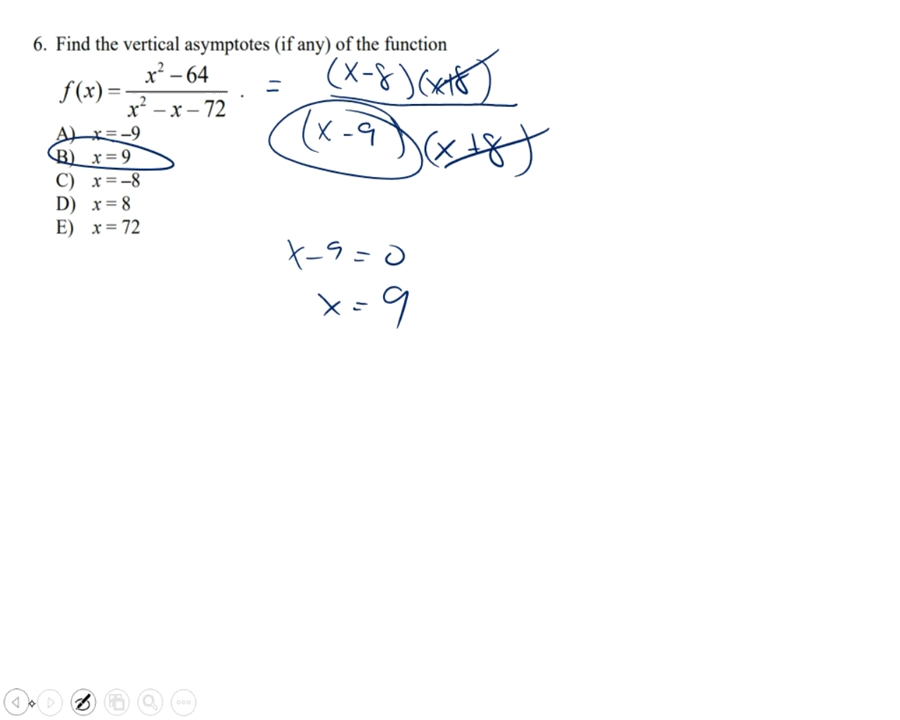 6. Find the vertical asymptotes (if any) of the function
f(x) = (x² – 64)/(x² – x – 72) . = (x-8)(x+8)/(x-9)(x+8)
A) x = –9
B) x = 9
C) x = –8
D) x = 8
E) x = 72
x-9=0
x=9